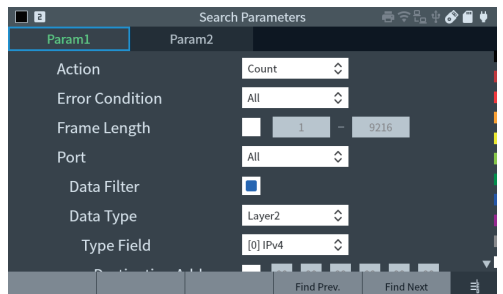 2 Search Parameters
Param1 Param2
Action Count
Error Condition All
Frame Length 1 – 9216
Port All
Data Filter
Data Type Layer2
Type Field [0] IPv4
Find Prev. Find Next